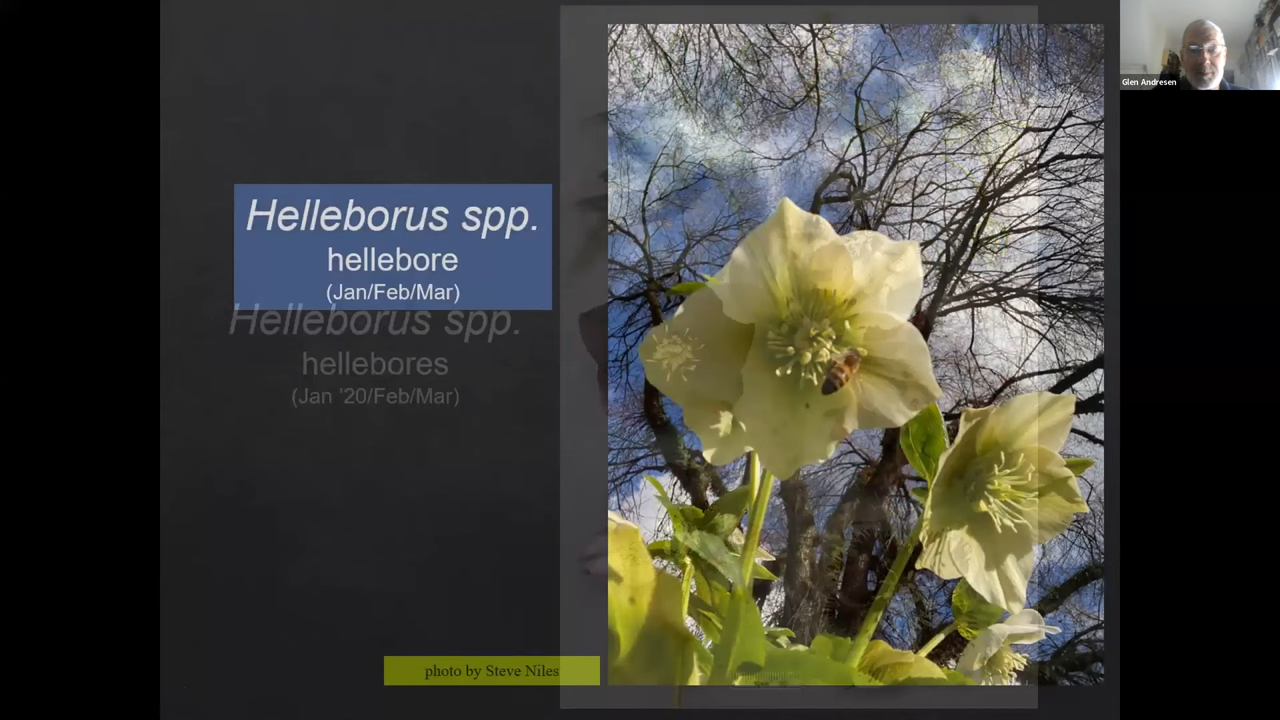 Glen Andresen
Helleborus spp.
hellebore
(Jan/Feb/Mar)
Helleborus spp.
hellebores
(Jan '20/Feb/Mar)
photo by Steve Niles